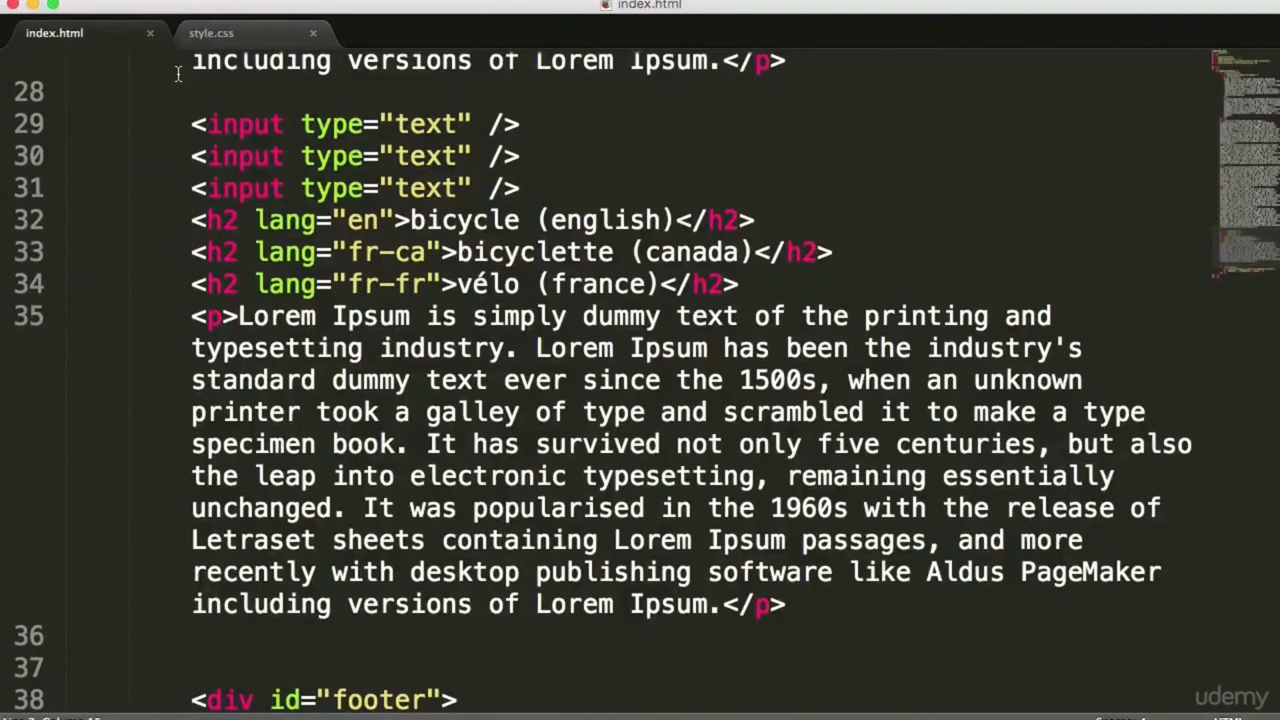 index.html
index.html × style.css ×
including versions of Lorem Ipsum.</p>
28
29 <input type="text" />
30 <input type="text" />
31 <input type="text" />
32 <h2 lang="en">bicycle (english)</h2>
33 <h2 lang="fr-ca">bicyclette (canada)</h2>
34 <h2 lang="fr-fr">vélo (france)</h2>
35 <p>Lorem Ipsum is simply dummy text of the printing and
typesetting industry. Lorem Ipsum has been the industry's
standard dummy text ever since the 1500s, when an unknown
printer took a galley of type and scrambled it to make a type
specimen book. It has survived not only five centuries, but also
the leap into electronic typesetting, remaining essentially
unchanged. It was popularised in the 1960s with the release of
Letraset sheets containing Lorem Ipsum passages, and more
recently with desktop publishing software like Aldus PageMaker
including versions of Lorem Ipsum.</p>
36
37
38 <div id="footer">
udemy